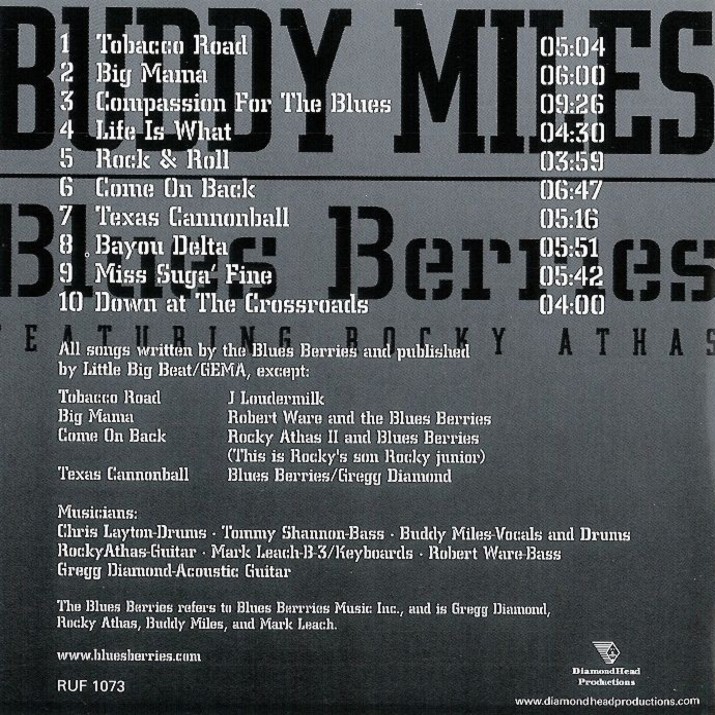 BUDDY MILES
1 Tobacco Road 05:04
2 Big Mama 06:00
3 Compassion For The Blues 09:26
4 Life Is What 04:30
5 Rock & Roll 03:59
6 Come On Back 06:47
7 Texas Cannonball 05:16
8 Bayou Delta 05:51
9 Miss Suga' Fine 05:42
10 Down at The Crossroads 04:00
Blues Berries
FEATURING ROCKY ATHAS
All songs written by the Blues Berries and published
by Little Big Beat/GEMA, except:
Tobacco Road J Loudermilk
Big Mama Robert Ware and the Blues Berries
Come On Back Rocky Athas II and Blues Berries
(This is Rocky's son Rocky junior)
Texas Cannonball Blues Berries/Gregg Diamond
Musicians:
Chris Layton-Drums · Tommy Shannon-Bass · Buddy Miles-Vocals and Drums
RockyAthas-Guitar · Mark Leach-B-3/Keyboards · Robert Ware-Bass
Gregg Diamond-Acoustic Guitar
The Blues Berries refers to Blues Berrries Music Inc., and is Gregg Diamond,
Rocky Athas, Buddy Miles, and Mark Leach.
www.bluesberries.com
RUF 1073
DiamondHead
Productions
www.diamondheadproductions.com